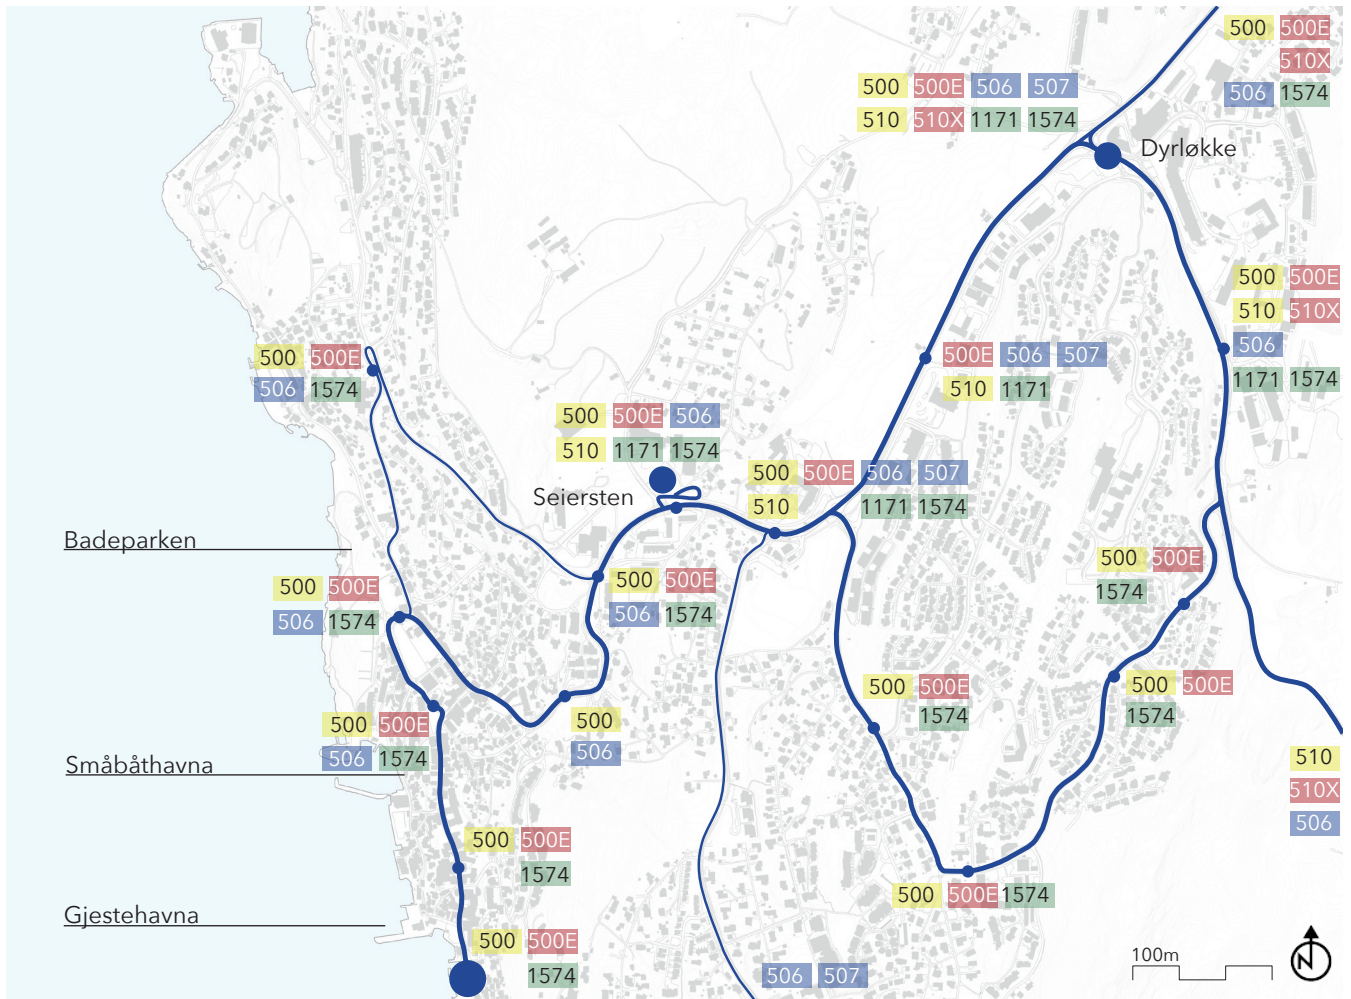 500 500E
510X
506 1574
500 500E 506 507
510 510X 1171 1574
Dyrløkke
500 500E
510 510X
506
1171 1574
500 500E
506 1574
500E 506 507
510 1171
500 500E 506
510 1171 1574
Seiersten
500 500E 506 507
510 1171 1574
Badeparken
500 500E
1574
500 500E
506 1574
500 500E
506 1574
500 500E
1574
500 500E
1574
500 500E
506 1574
500
506
Småbåthavna
510
510X
506
500 500E
1574
500 500E 1574
Gjestehavna
500 500E
1574
506 507
100m
N